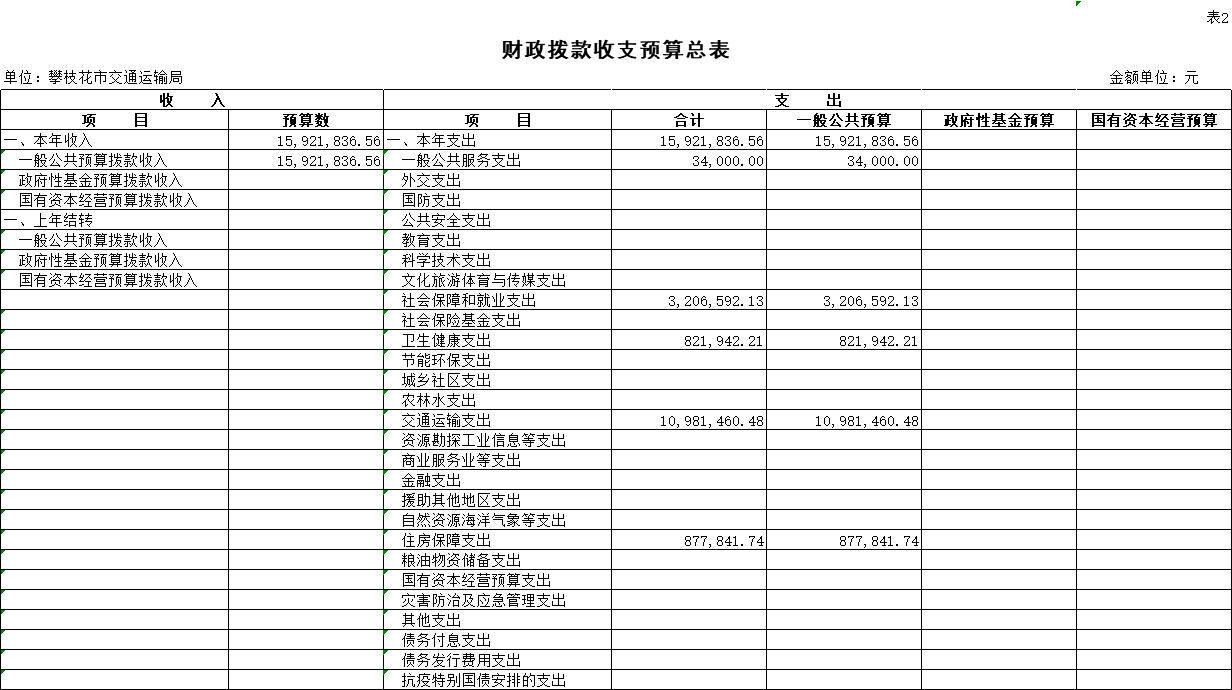 表2
财政拨款收支预算总表
单位：攀枝花市交通运输局 金额单位：元
收 入 支 出
项 目 预算数 项 目 合计 一般公共预算 政府性基金预算 国有资本经营预算
一、本年收入 15,921,836.56 一、本年支出 15,921,836.56 15,921,836.56
一般公共预算拨款收入 15,921,836.56 一般公共服务支出 34,000.00 34,000.00
政府性基金预算拨款收入 外交支出
国有资本经营预算拨款收入 国防支出
一、上年结转 公共安全支出
一般公共预算拨款收入 教育支出
政府性基金预算拨款收入 科学技术支出
国有资本经营预算拨款收入 文化旅游体育与传媒支出
社会保障和就业支出 3,206,592.13 3,206,592.13
社会保险基金支出
卫生健康支出 821,942.21 821,942.21
节能环保支出
城乡社区支出
农林水支出
交通运输支出 10,981,460.48 10,981,460.48
资源勘探工业信息等支出
商业服务业等支出
金融支出
援助其他地区支出
自然资源海洋气象等支出
住房保障支出 877,841.74 877,841.74
粮油物资储备支出
国有资本经营预算支出
灾害防治及应急管理支出
其他支出
债务付息支出
债务发行费用支出
抗疫特别国债安排的支出